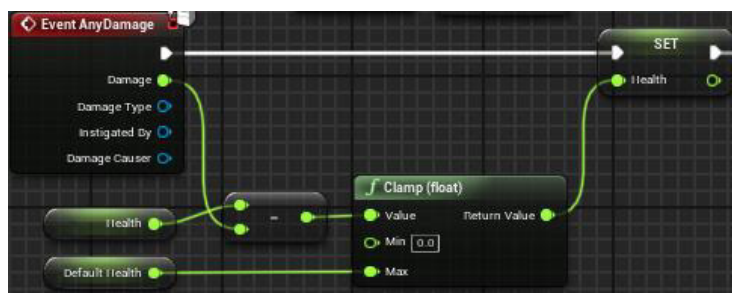 Event AnyDamage
SET
Damage
Health
Damage Type
Instigated By
Damage Causer
f Clamp (float)
-
Value
Return Value
Health
Min 0.0
Default Health
Max